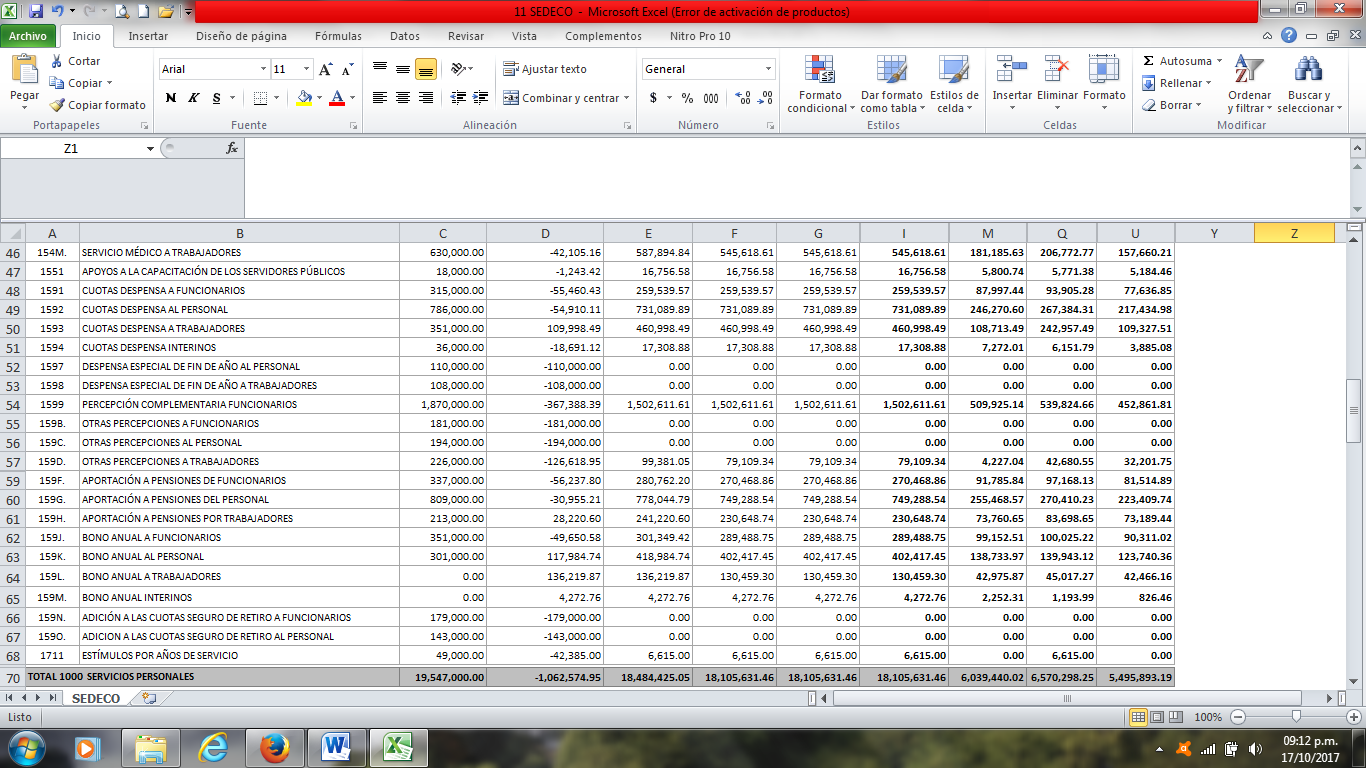 11 SEDECO - Microsoft Excel (Error de activación de productos)
Archivo Inicio Insertar Diseño de página Fórmulas Datos Revisar Vista Complementos Nitro Pro 10
Pegar Cortar Copiar Copiar formato Portapapeles
Arial 11 N K S Fuente
Ajustar texto Combinar y centrar Alineación
General $ % 000 Número
Formato condicional Dar formato como tabla Estilos de celda Estilos
Insertar Eliminar Formato Celdas
Autosuma Rellenar Borrar Ordenar y filtrar Buscar y seleccionar Modificar
Z1 fx
A B C D E F G I M Q U Y Z
46 154M. SERVICIO MÉDICO A TRABAJADORES 630,000.00 -42,105.16 587,894.84 545,618.61 545,618.61 545,618.61 181,185.63 206,772.77 157,660.21
47 1551 APOYOS A LA CAPACITACIÓN DE LOS SERVIDORES PÚBLICOS 18,000.00 -1,243.42 16,756.58 16,756.58 16,756.58 16,756.58 5,800.74 5,771.38 5,184.46
48 1591 CUOTAS DESPENSA A FUNCIONARIOS 315,000.00 -55,460.43 259,539.57 259,539.57 259,539.57 259,539.57 87,997.44 93,905.28 77,636.85
49 1592 CUOTAS DESPENSA AL PERSONAL 786,000.00 -54,910.11 731,089.89 731,089.89 731,089.89 731,089.89 246,270.60 267,384.31 217,434.98
50 1593 CUOTAS DESPENSA A TRABAJADORES 351,000.00 109,998.49 460,998.49 460,998.49 460,998.49 460,998.49 108,713.49 242,957.49 109,327.51
51 1594 CUOTAS DESPENSA INTERINOS 36,000.00 -18,691.12 17,308.88 17,308.88 17,308.88 17,308.88 7,272.01 6,151.79 3,885.08
52 1597 DESPENSA ESPECIAL DE FIN DE AÑO AL PERSONAL 110,000.00 -110,000.00 0.00 0.00 0.00 0.00 0.00 0.00 0.00
53 1598 DESPENSA ESPECIAL DE FIN DE AÑO A TRABAJADORES 108,000.00 -108,000.00 0.00 0.00 0.00 0.00 0.00 0.00 0.00
54 1599 PERCEPCIÓN COMPLEMENTARIA FUNCIONARIOS 1,870,000.00 -367,388.39 1,502,611.61 1,502,611.61 1,502,611.61 1,502,611.61 509,925.14 539,824.66 452,861.81
55 159B. OTRAS PERCEPCIONES A FUNCIONARIOS 181,000.00 -181,000.00 0.00 0.00 0.00 0.00 0.00 0.00 0.00
56 159C. OTRAS PERCEPCIONES AL PERSONAL 194,000.00 -194,000.00 0.00 0.00 0.00 0.00 0.00 0.00 0.00
57 159D. OTRAS PERCEPCIONES A TRABAJADORES 226,000.00 -126,618.95 99,381.05 79,109.34 79,109.34 79,109.34 4,227.04 42,680.55 32,201.75
59 159F. APORTACIÓN A PENSIONES DE FUNCIONARIOS 337,000.00 -56,237.80 280,762.20 270,468.86 270,468.86 270,468.86 91,785.84 97,168.13 81,514.89
60 159G. APORTACIÓN A PENSIONES DEL PERSONAL 809,000.00 -30,955.21 778,044.79 749,288.54 749,288.54 749,288.54 255,468.57 270,410.23 223,409.74
61 159H. APORTACIÓN A PENSIONES POR TRABAJADORES 213,000.00 28,220.60 241,220.60 230,648.74 230,648.74 230,648.74 73,760.65 83,698.65 73,189.44
62 159J. BONO ANUAL A FUNCIONARIOS 351,000.00 -49,650.58 301,349.42 289,488.75 289,488.75 289,488.75 99,152.51 100,025.22 90,311.02
63 159K. BONO ANUAL AL PERSONAL 301,000.00 117,984.74 418,984.74 402,417.45 402,417.45 402,417.45 138,733.97 139,943.12 123,740.36
64 159L. BONO ANUAL A TRABAJADORES 0.00 136,219.87 136,219.87 130,459.30 130,459.30 130,459.30 42,975.87 45,017.27 42,466.16
65 159M. BONO ANUAL INTERINOS 0.00 4,272.76 4,272.76 4,272.76 4,272.76 4,272.76 2,252.31 1,193.99 826.46
66 159N. ADICIÓN A LAS CUOTAS SEGURO DE RETIRO A FUNCIONARIOS 179,000.00 -179,000.00 0.00 0.00 0.00 0.00 0.00 0.00 0.00
67 159O. ADICION A LAS CUOTAS SEGURO DE RETIRO AL PERSONAL 143,000.00 -143,000.00 0.00 0.00 0.00 0.00 0.00 0.00 0.00
68 1711 ESTÍMULOS POR AÑOS DE SERVICIO 49,000.00 -42,385.00 6,615.00 6,615.00 6,615.00 6,615.00 0.00 6,615.00 0.00
70 TOTAL 1000 SERVICIOS PERSONALES 19,547,000.00 -1,062,574.95 18,484,425.05 18,105,631.46 18,105,631.46 18,105,631.46 6,039,440.02 6,570,298.25 5,495,893.19
SEDECO
Listo 100%
09:12 p.m.
17/10/2017